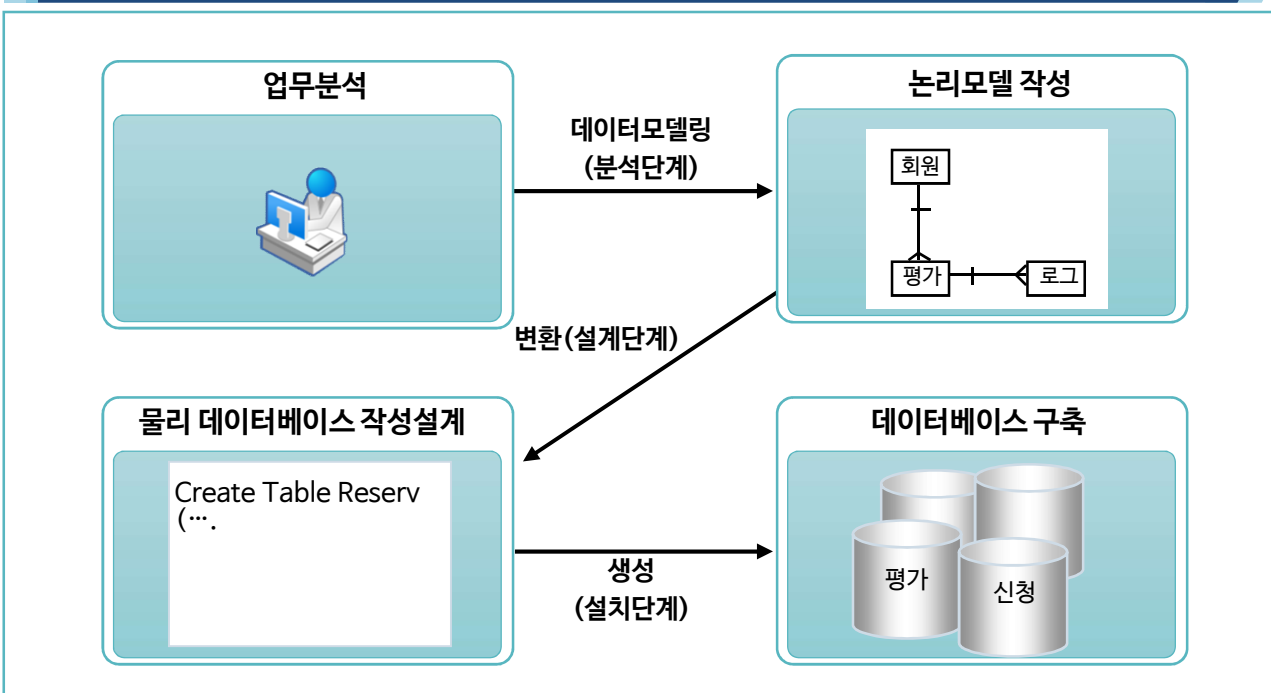 업무분석
데이터모델링
(분석단계)
논리모델 작성
회원
평가
로그
변환(설계단계)
물리 데이터베이스 작성설계
Create Table Reserv
(….
생성
(설치단계)
데이터베이스 구축
평가
신청